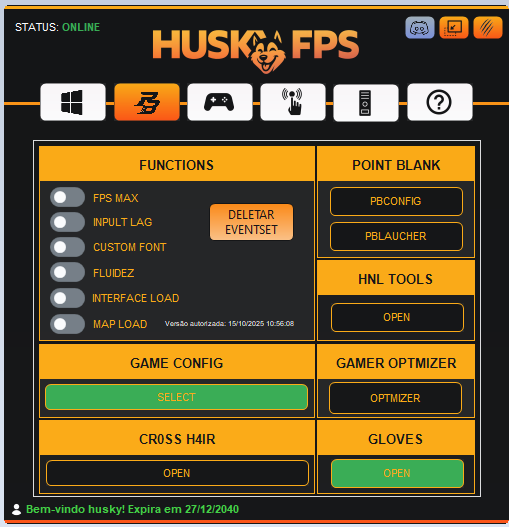 STATUS: ONLINE
HUSKY FPS
FUNCTIONS
FPS MAX
INPULT LAG
CUSTOM FONT
FLUIDEZ
INTERFACE LOAD
MAP LOAD
DELETAR
EVENTSET
Versão autorizada: 15/10/2025 10:56:08
POINT BLANK
PBCONFIG
PBLAUCHER
HNL TOOLS
OPEN
GAME CONFIG
SELECT
GAMER OPTMIZER
OPTMIZER
CR0SS H4IR
OPEN
GLOVES
OPEN
Bem-vindo husky! Expira em 27/12/2040